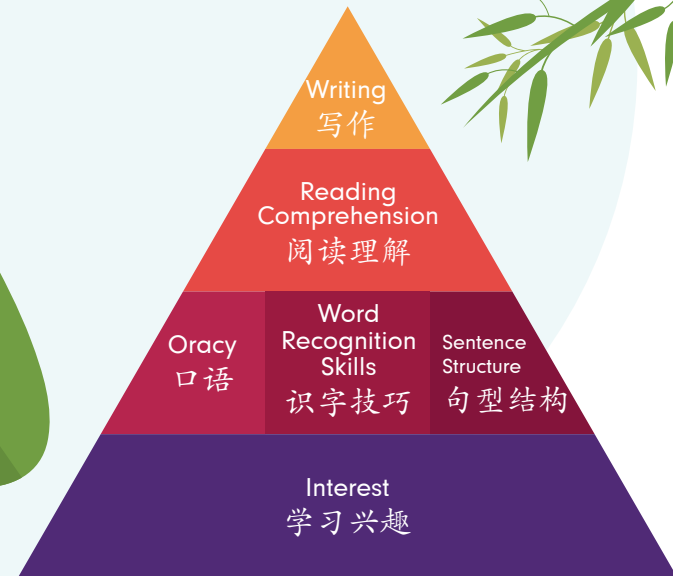 Writing
写作
Reading
Comprehension
阅读理解
Oracy
口语
Word
Recognition
Skills
识字技巧
Sentence
Structure
句型结构
Interest
学习兴趣